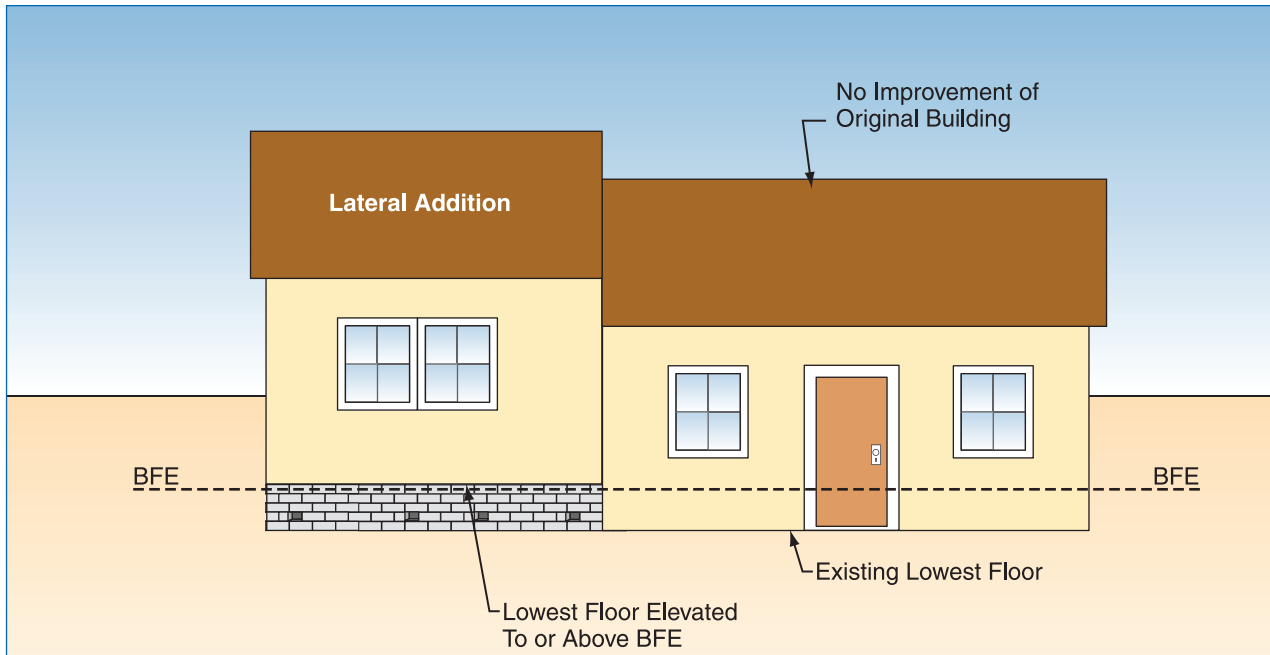 No Improvement of
Original Building
Lateral Addition
BFE
BFE
Existing Lowest Floor
Lowest Floor Elevated
To or Above BFE